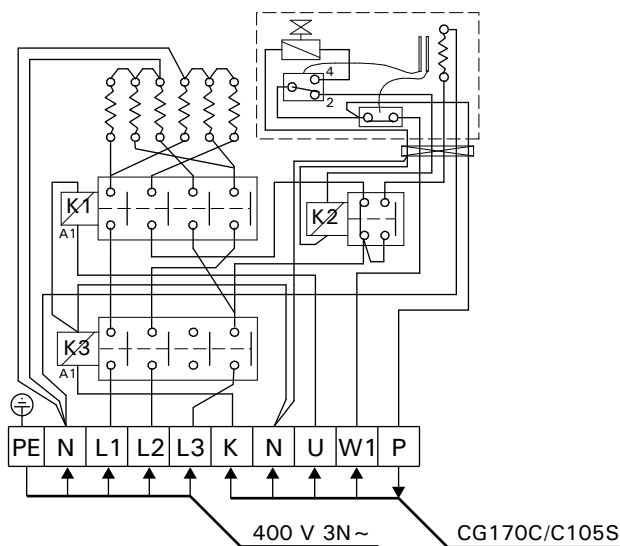 4
2
K1
A1
K2
K3
A1
PE N L1 L2 L3 K N U W1 P
400 V 3N~ CG170C/C105S